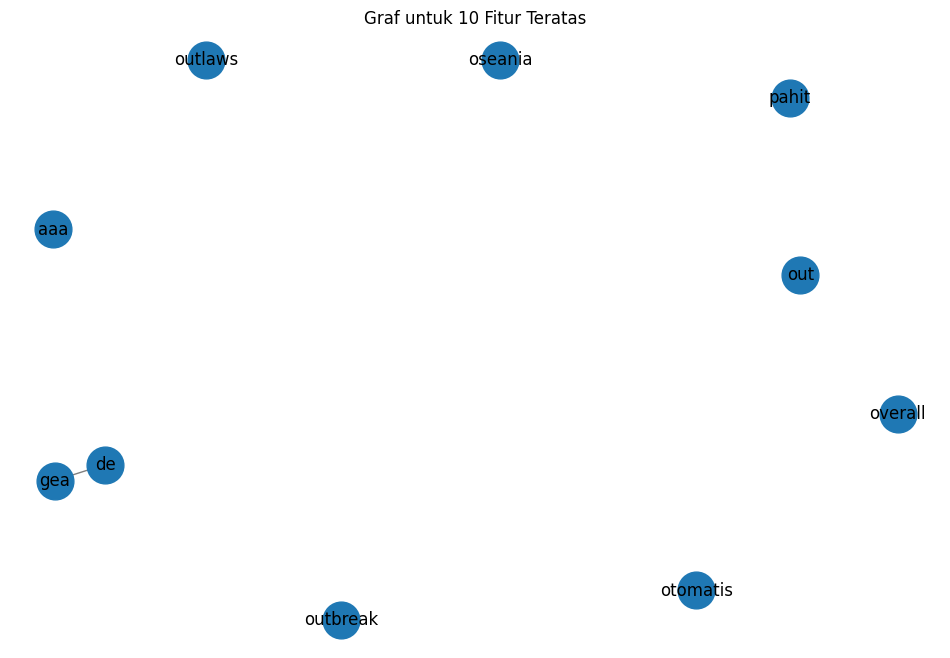 Graf untuk 10 Fitur Teratas
outlaws
oseania
pahit
aaa
out
overall
de
gea
otomatis
outbreak